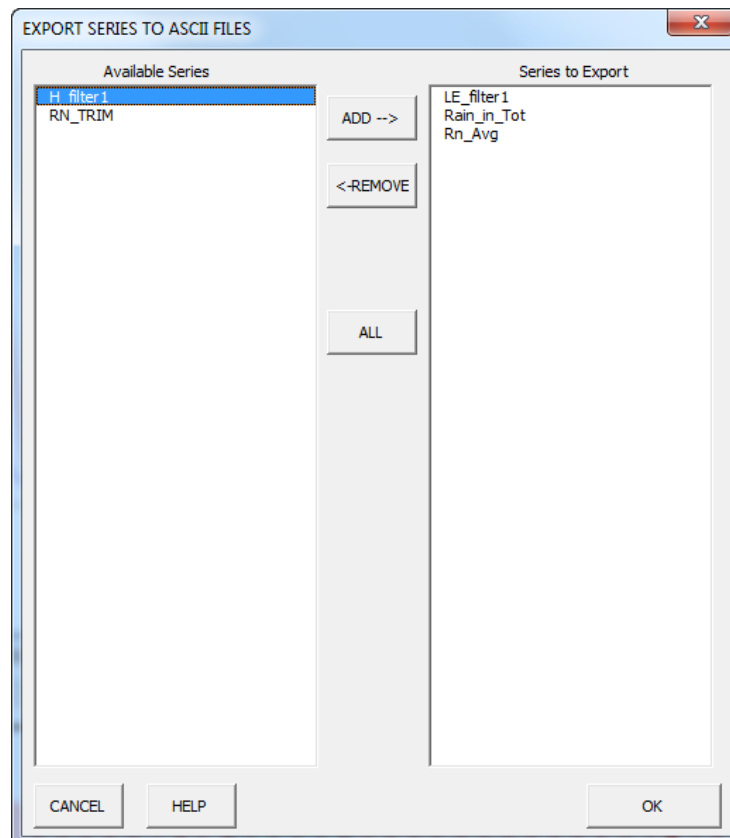 EXPORT SERIES TO ASCII FILES
X
Available Series
Series to Export
H_filter1
RN_TRIM
ADD -->
<-REMOVE
ALL
LE_filter1
Rain_in_Tot
Rn_Avg
CANCEL
HELP
OK